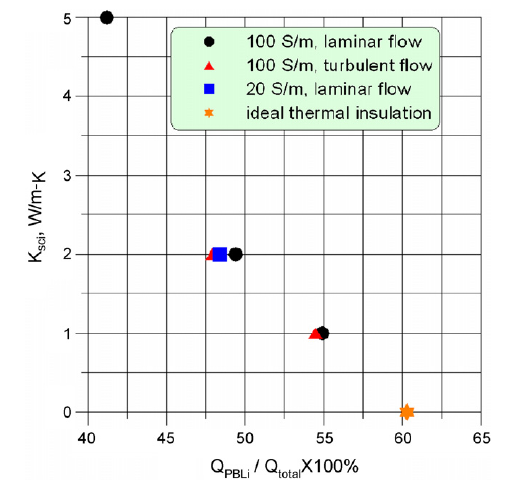 5
4
3
2
1
0
K_sci, W/m-K
100 S/m, laminar flow
100 S/m, turbulent flow
20 S/m, laminar flow
ideal thermal insulation
40 45 50 55 60 65
Q_PBLi / Q_total X100%